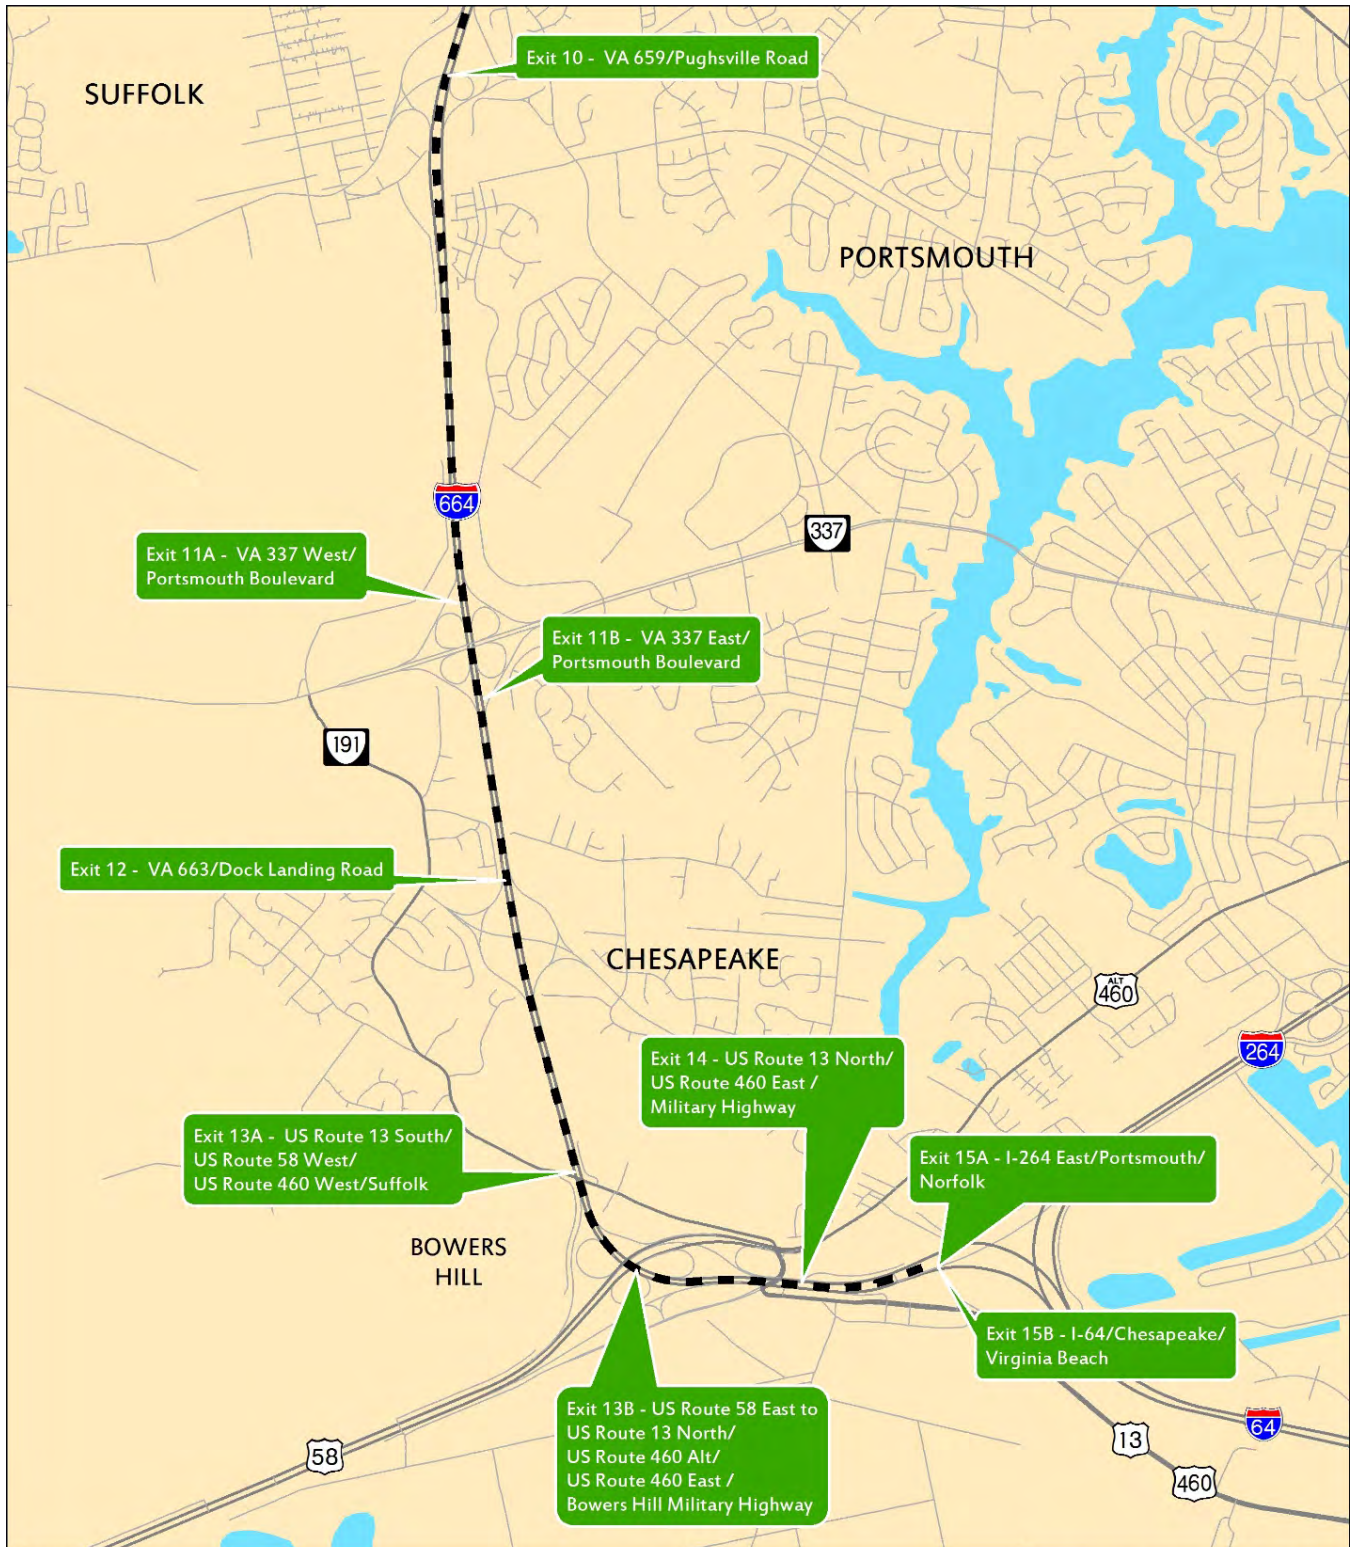 Exit 10 - VA 659/Pughsville Road
SUFFOLK
PORTSMOUTH
664
337
Exit 11A - VA 337 West/
Portsmouth Boulevard
Exit 11B - VA 337 East/
Portsmouth Boulevard
191
Exit 12 - VA 663/Dock Landing Road
CHESAPEAKE
ALT
460
264
Exit 14 - US Route 13 North/
US Route 460 East /
Military Highway
Exit 13A - US Route 13 South/
US Route 58 West/
US Route 460 West/Suffolk
Exit 15A - I-264 East/Portsmouth/
Norfolk
BOWERS
HILL
Exit 15B - I-64/Chesapeake/
Virginia Beach
Exit 13B - US Route 58 East to
US Route 13 North/
US Route 460 Alt/
US Route 460 East /
Bowers Hill Military Highway
58
64
13
460